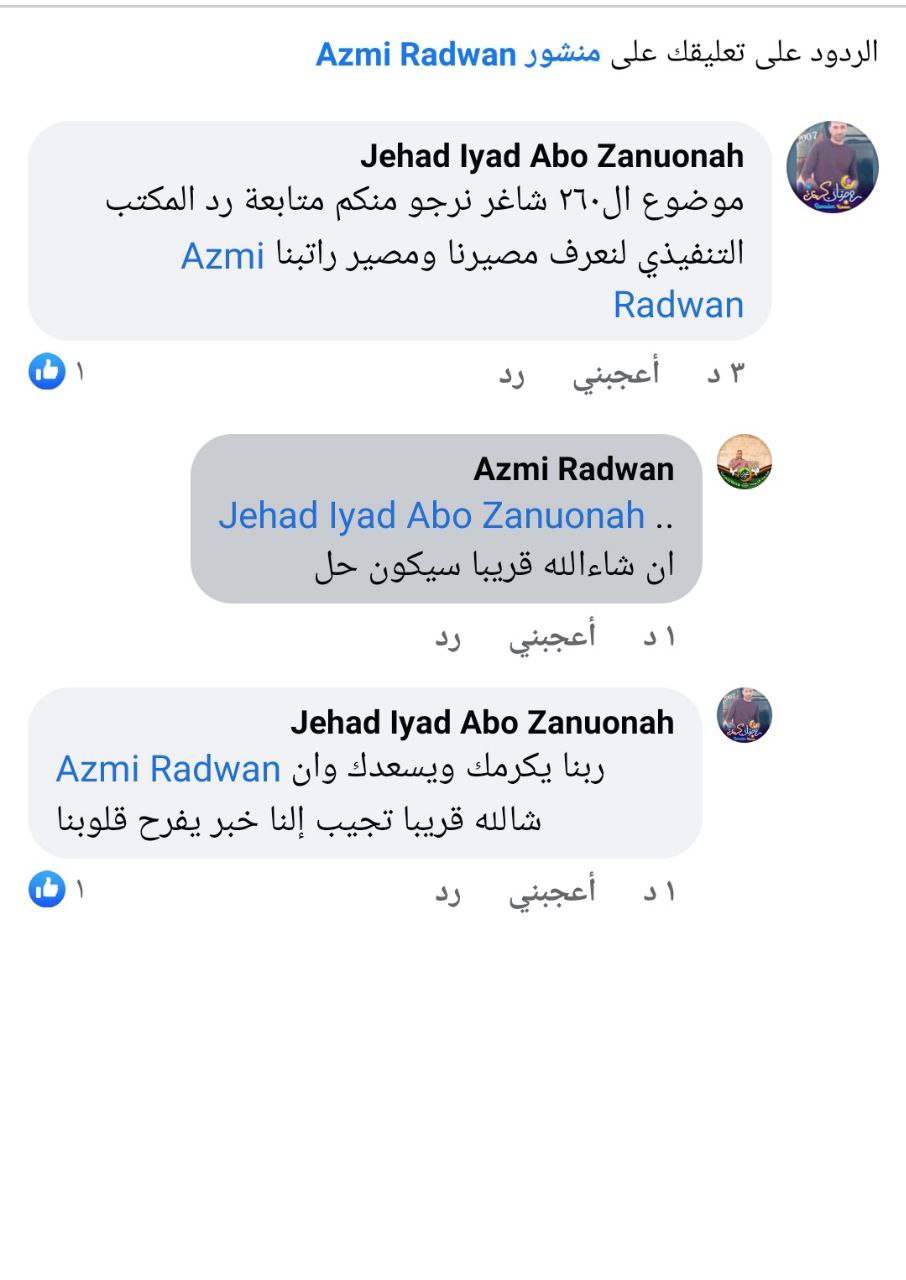 الردود على تعليقك على منشور Azmi Radwan
Jehad Iyad Abo Zanuonah
موضوع ال٢٦٠ شاغر نرجو منكم متابعة رد المكتب
التنفيذي لنعرف مصيرنا ومصير راتبنا Azmi
Radwan
٣ د أعجبني رد ١
Azmi Radwan
Jehad Iyad Abo Zanuonah ..
ان شاءالله قريبا سيكون حل
١ د أعجبني رد
Jehad Iyad Abo Zanuonah
Azmi Radwan ربنا يكرمك ويسعدك وان
شالله قريبا تجيب إلنا خبر يفرح قلوبنا
١ د أعجبني رد ١